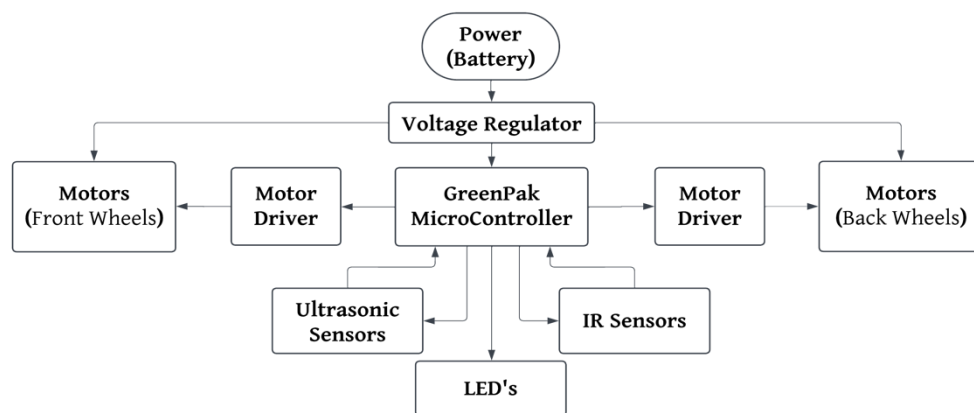 Power
(Battery)
Voltage Regulator
Motors
(Front Wheels)
Motor
Driver
GreenPak
MicroController
Motor
Driver
Motors
(Back Wheels)
Ultrasonic
Sensors
IR Sensors
LED's